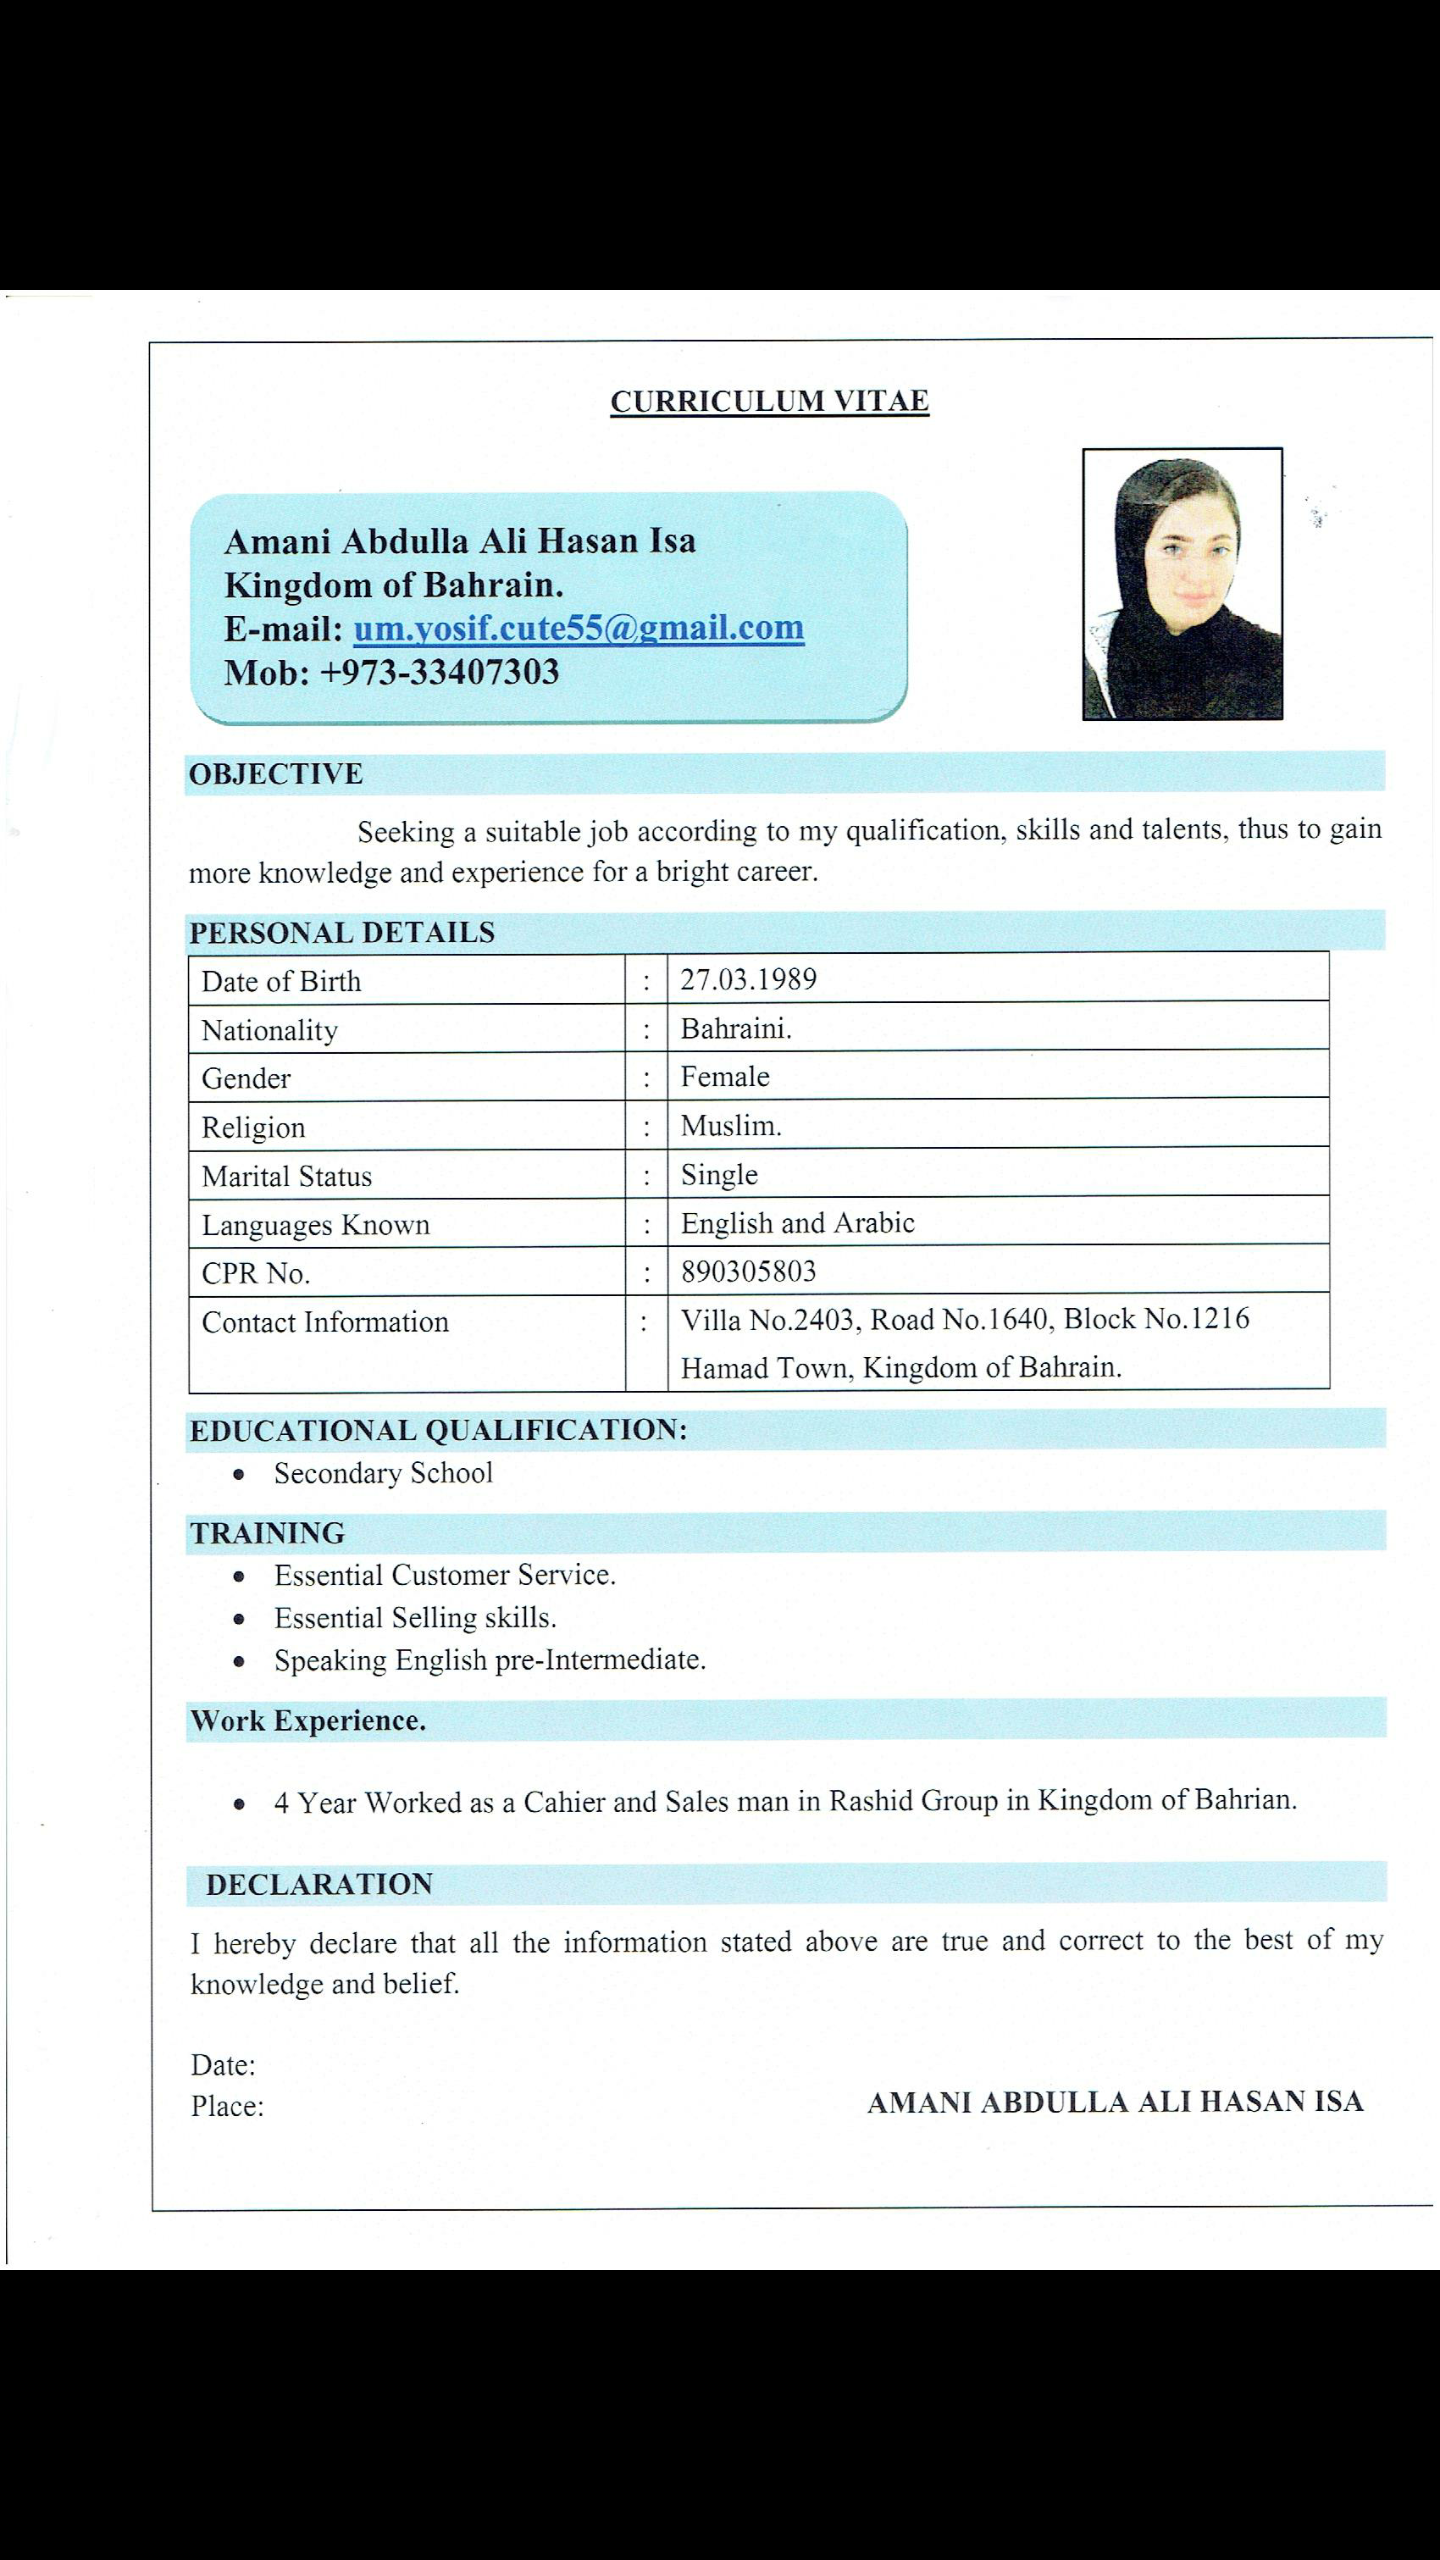 CURRICULUM VITAE
Amani Abdulla Ali Hasan Isa
Kingdom of Bahrain.
E-mail: um.yosif.cute55@gmail.com
Mob: +973-33407303
OBJECTIVE
Seeking a suitable job according to my qualification, skills and talents, thus to gain
more knowledge and experience for a bright career.
PERSONAL DETAILS
Date of Birth : 27.03.1989
Nationality : Bahraini.
Gender : Female
Religion : Muslim.
Marital Status : Single
Languages Known : English and Arabic
CPR No. : 890305803
Contact Information : Villa No.2403, Road No.1640, Block No.1216
Hamad Town, Kingdom of Bahrain.
EDUCATIONAL QUALIFICATION:
• Secondary School
TRAINING
• Essential Customer Service.
• Essential Selling skills.
• Speaking English pre-Intermediate.
Work Experience.
• 4 Year Worked as a Cahier and Sales man in Rashid Group in Kingdom of Bahrian.
DECLARATION
I hereby declare that all the information stated above are true and correct to the best of my
knowledge and belief.
Date:
Place:
AMANI ABDULLA ALI HASAN ISA